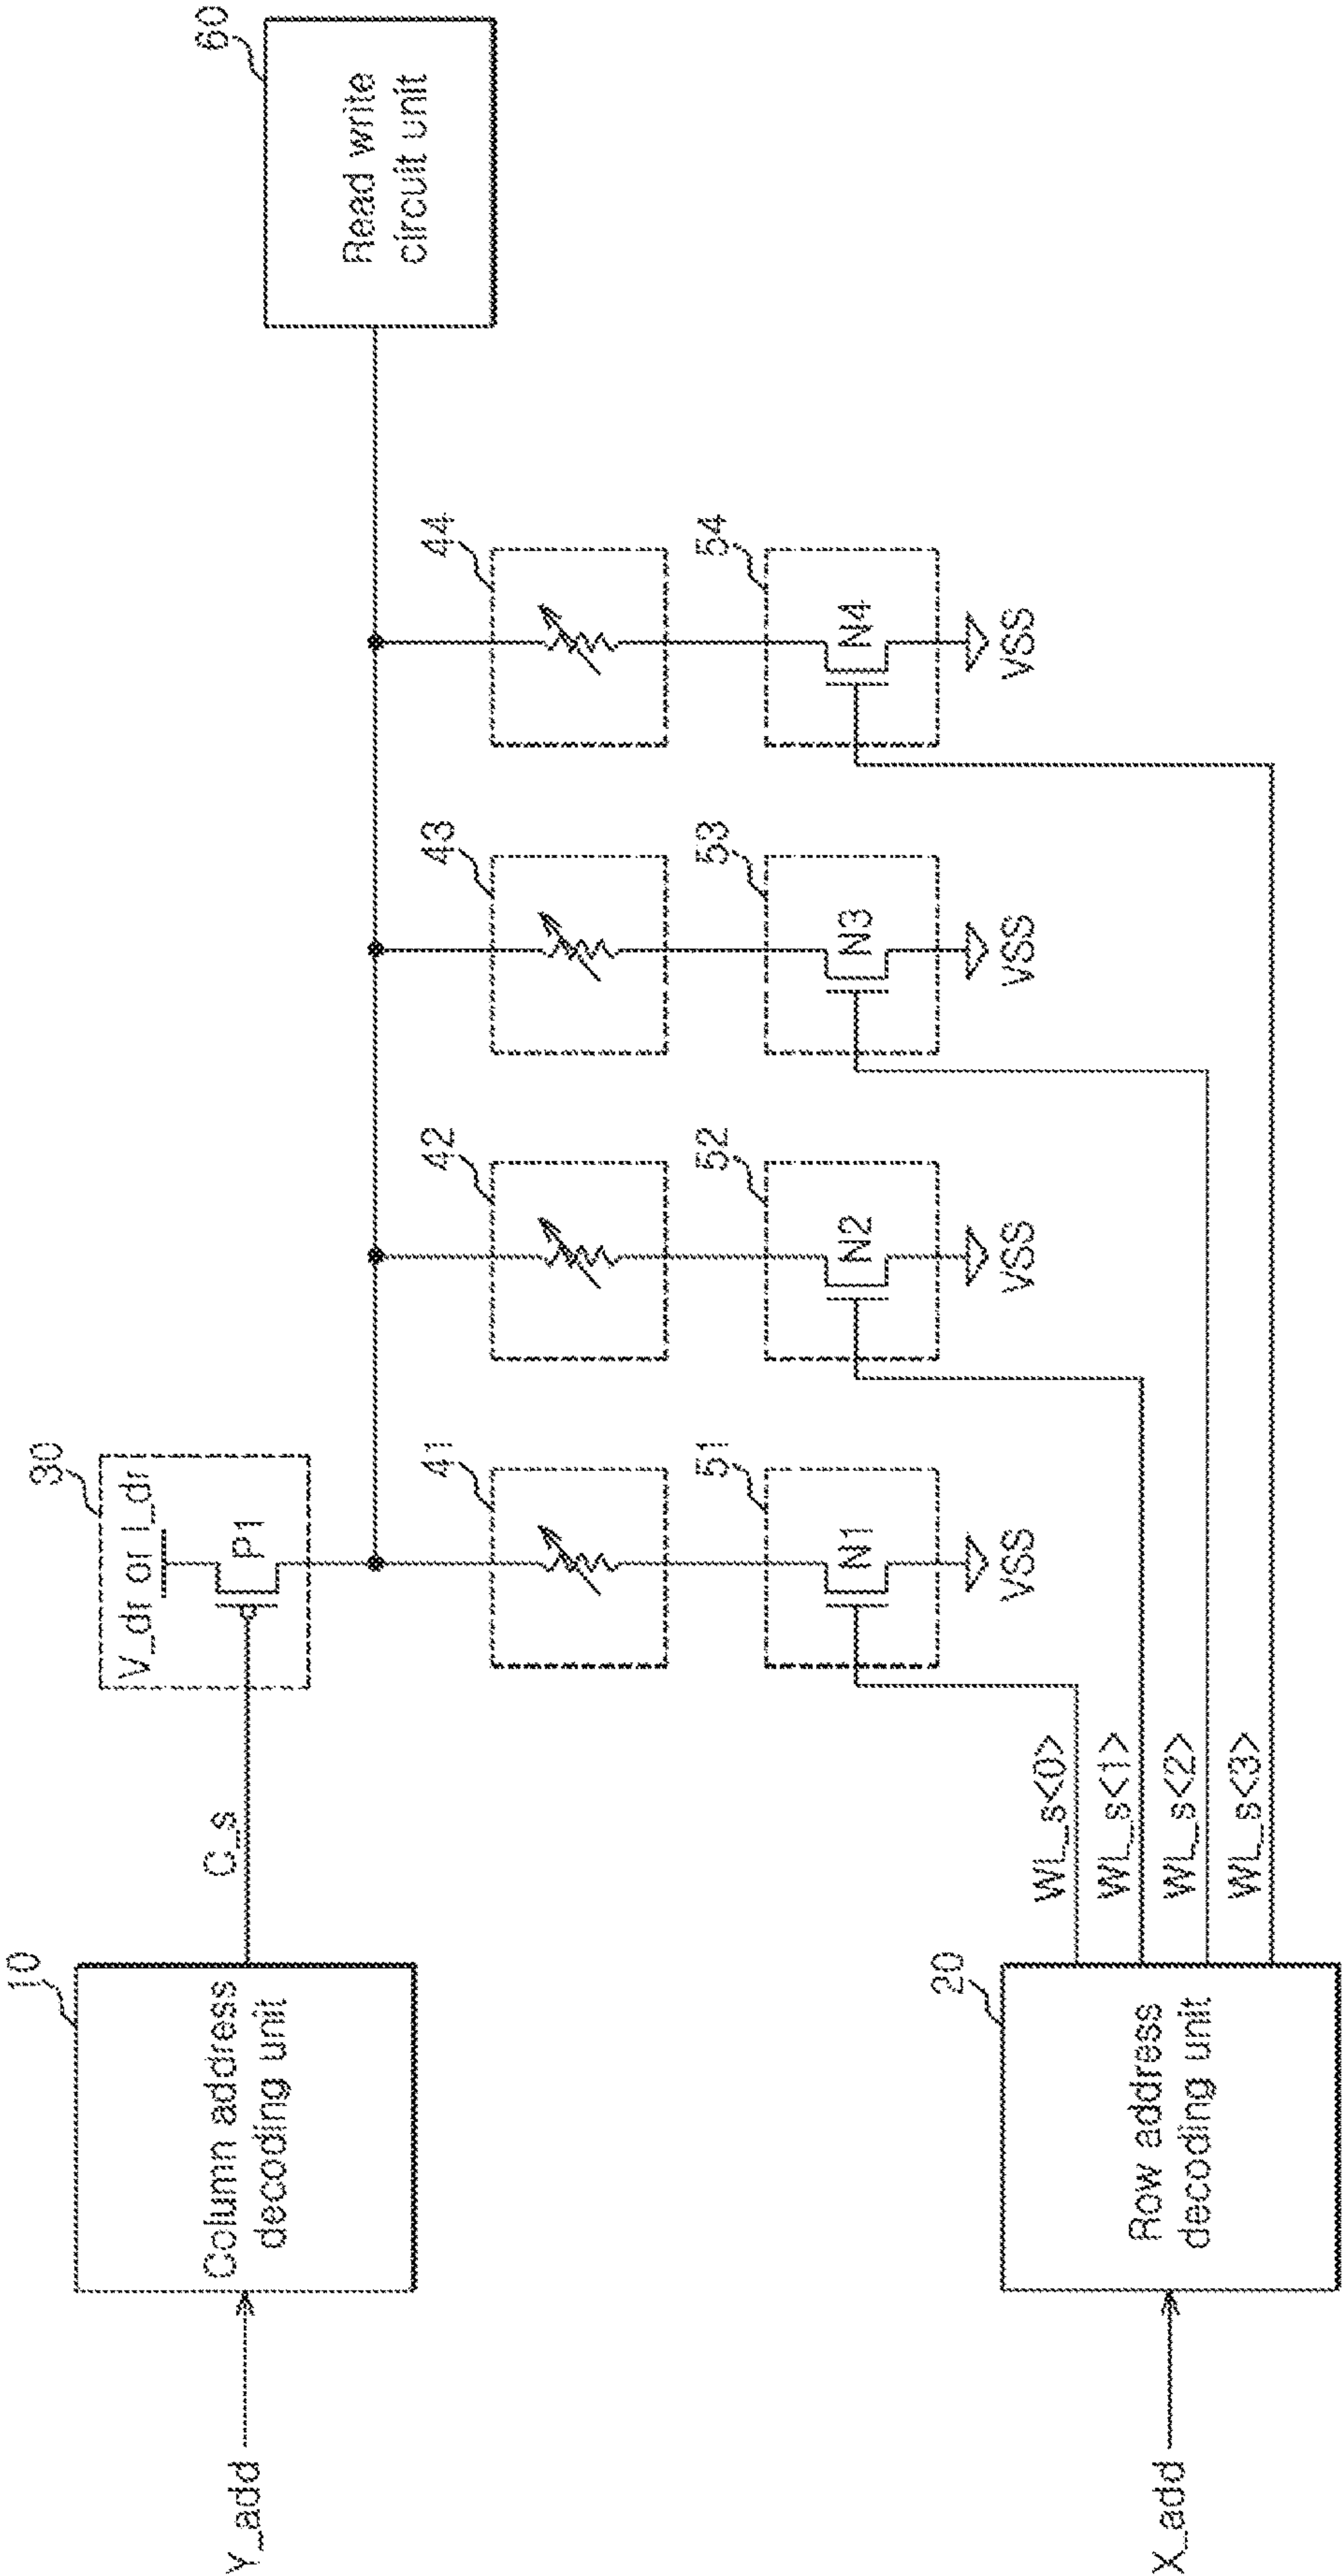 Y_add
10
Column address
decoding unit
C_s
30
V_dr or I_dr
P1
60
Read write
circuit unit
41
42
43
44
51
N1
VSS
52
N2
VSS
53
N3
VSS
54
N4
VSS
X_add
20
Row address
decoding unit
WL_s<0>
WL_s<1>
WL_s<2>
WL_s<3>